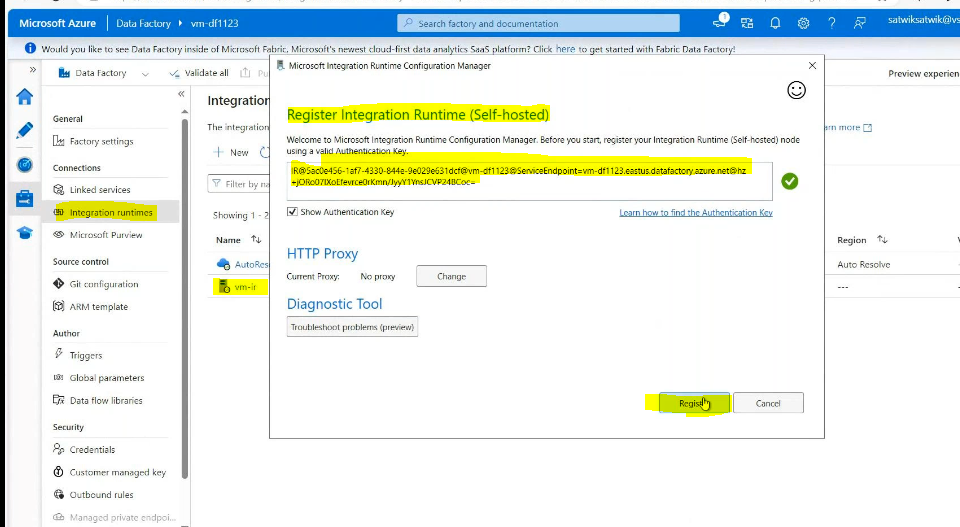 Microsoft Azure
Data Factory
vm-df1123
Search factory and documentation
1
satwiksatwik@vs
Would you like to see Data Factory inside of Microsoft Fabric, Microsoft's newest cloud-first data analytics SaaS platform? Click here to get started with Fabric Data Factory!
Data Factory
Validate all
Preview experien
General
Factory settings
Connections
Linked services
Integration runtimes
Microsoft Purview
Source control
Git configuration
ARM template
Author
Triggers
Global parameters
Data flow libraries
Security
Credentials
Customer managed key
Outbound rules
Managed private endpoi...
Integration
The integration
arn more
New
Filter by nam
Showing 1 - 2
Name
Region
AutoRes
Auto Resolve
vm-ir
---
Microsoft Integration Runtime Configuration Manager
Register Integration Runtime (Self-hosted)
Welcome to Microsoft Integration Runtime Configuration Manager. Before you start, register your Integration Runtime (Self-hosted) node
using a valid Authentication Key.
IR@5ac0e456-1af7-4330-844e-9e029e631dcf@vm-df1123@ServiceEndpoint=vm-df1123.eastus.datafactory.azure.net@hz
Show Authentication Key
Learn how to find the Authentication Key
HTTP Proxy
Current Proxy: No proxy
Change
Diagnostic Tool
Troubleshoot problems (preview)
Register
Cancel